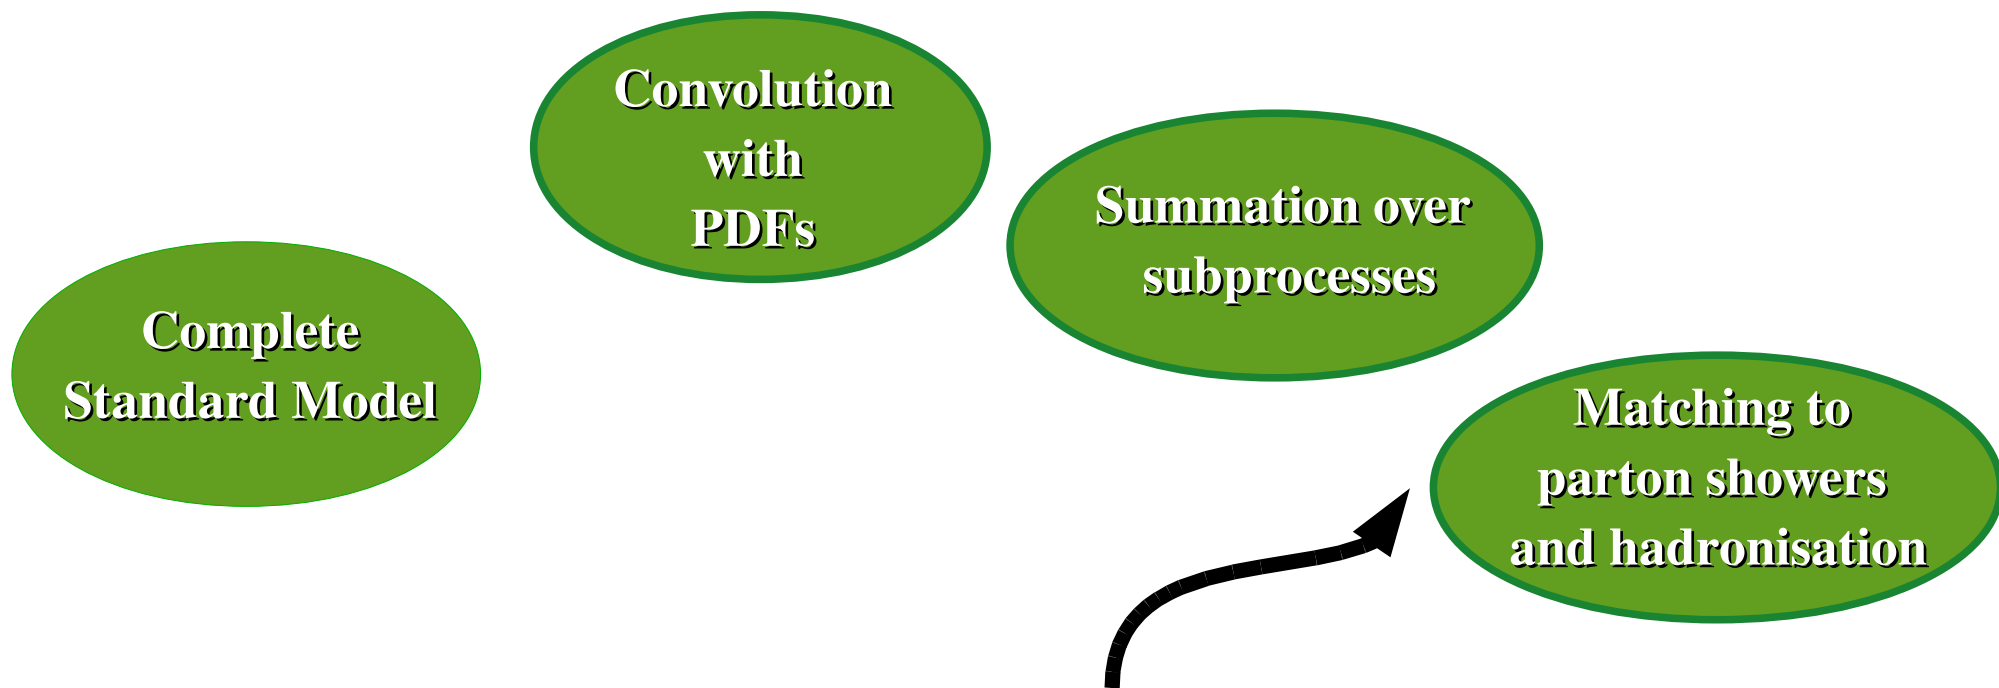 Complete
Standard Model
Convolution
with
PDFs
Summation over
subprocesses
Matching to
parton showers
and hadronisation